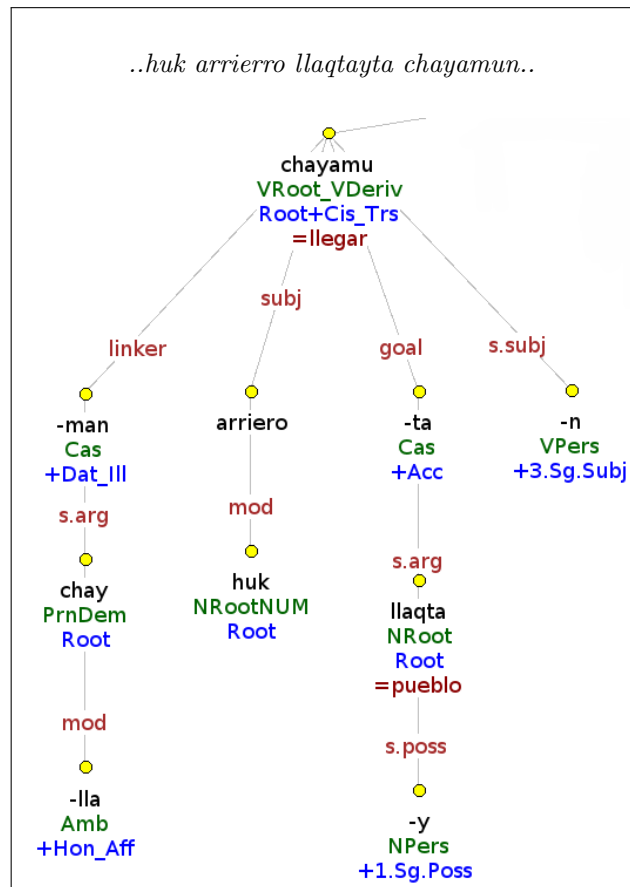 ..huk arrierro llaqtayta chayamun..
chayamu
VRoot_VDeriv
Root+Cis_Trs
=llegar
linker
subj
goal
s.subj
-man
Cas
+Dat_Ill
arriero
-ta
Cas
+Acc
-n
VPers
+3.Sg.Subj
s.arg
mod
s.arg
chay
PrnDem
Root
huk
NRootNUM
Root
llaqta
NRoot
Root
=pueblo
mod
s.poss
-lla
Amb
+Hon_Aff
-y
NPers
+1.Sg.Poss